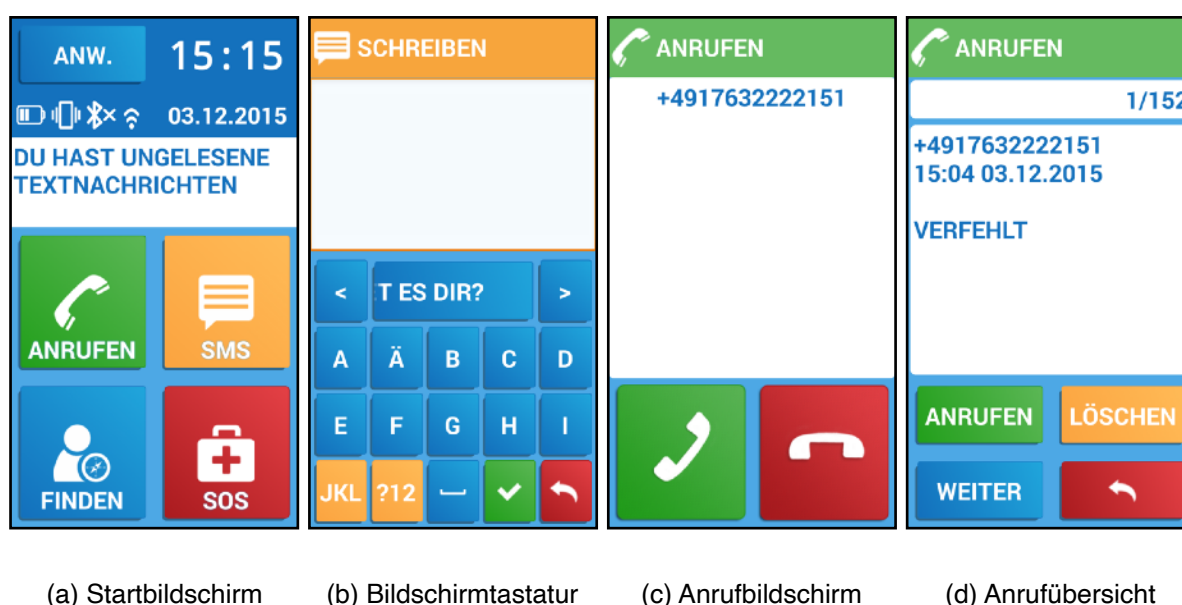 ANW.
15:15
03.12.2015
DU HAST UNGELESENE
TEXTNACHRICHTEN
ANRUFEN
SMS
FINDEN
SOS
SCHREIBEN
<
T ES DIR?
>
A Ä B C D
E F G H I
JKL ?12
ANRUFEN
+4917632222151
ANRUFEN
1/152
+4917632222151
15:04 03.12.2015
VERFEHLT
ANRUFEN
LÖSCHEN
WEITER
(a) Startbildschirm
(b) Bildschirmtastatur
(c) Anrufbildschirm
(d) Anrufübersicht